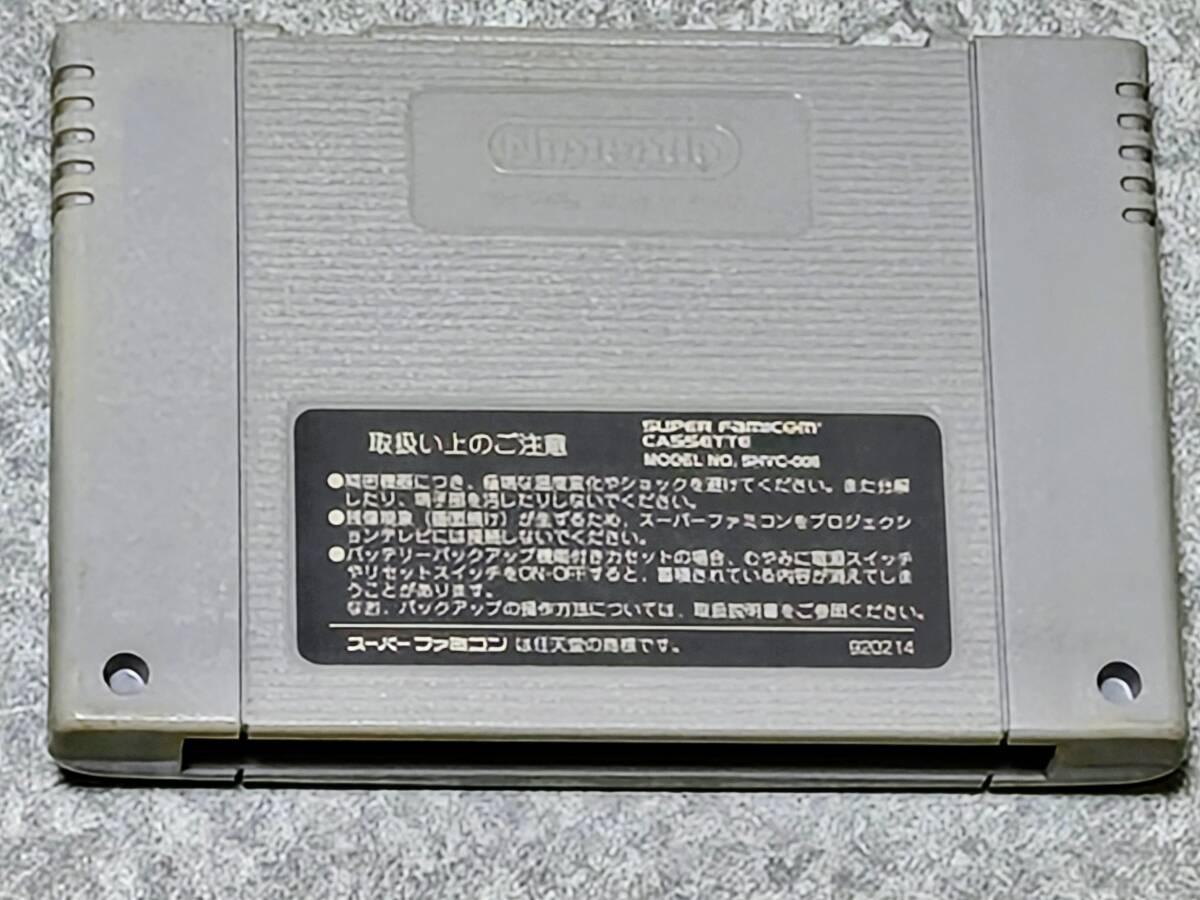 Nintendo
取扱い上のご注意
SUPER FAMICOM
CASSETTE
MODEL NO. SHVC-006
●精密機器につき、極端な温度変化やショックを避けてください。また分解
したり、端子部を汚したりしないでください。
●残像現象（画面焼け）が生ずるため、スーパーファミコンをプロジェクシ
ョンテレビには接続しないでください。
●バッテリーバックアップ機能付きカセットの場合、むやみに電源スイッチ
やリセットスイッチをON-OFFすると、蓄積されている内容が消えてしま
うことがあります。
なお、バックアップの操作方法については、取扱説明書をご参照ください。
スーパーファミコン は任天堂の商標です。
920214